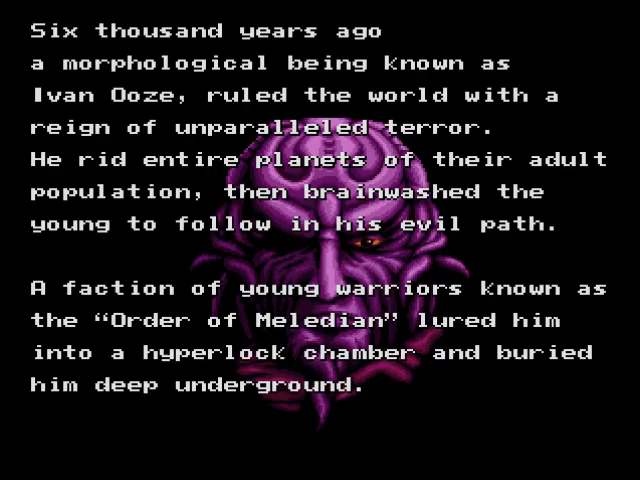 Six thousand years ago
a morphological being known as
Ivan Ooze, ruled the world with a
reign of unparalleled terror.
He rid entire planets of their adult
population, then brainwashed the
young to follow in his evil path.
A faction of young warriors known as
the “Order of Meledian” lured him
into a hyperlock chamber and buried
him deep underground.